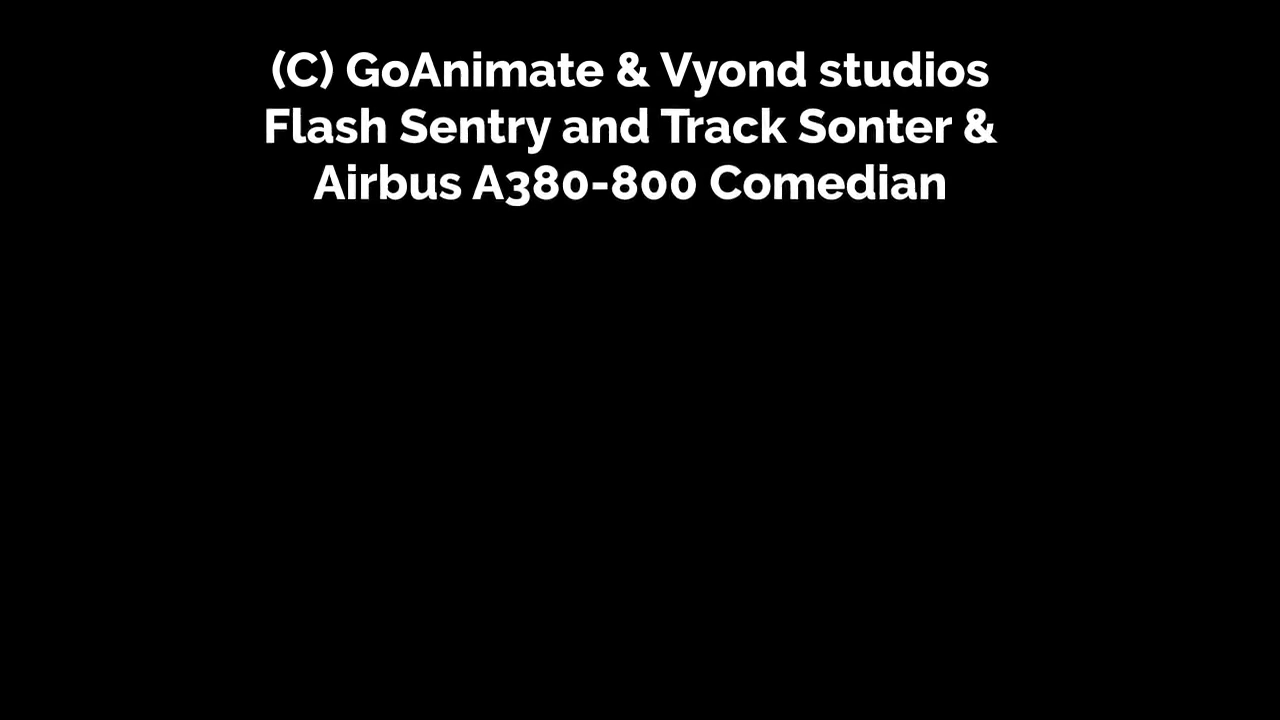 (C) GoAnimate & Vyond studios
Flash Sentry and Track Sonter &
Airbus A380-800 Comedian